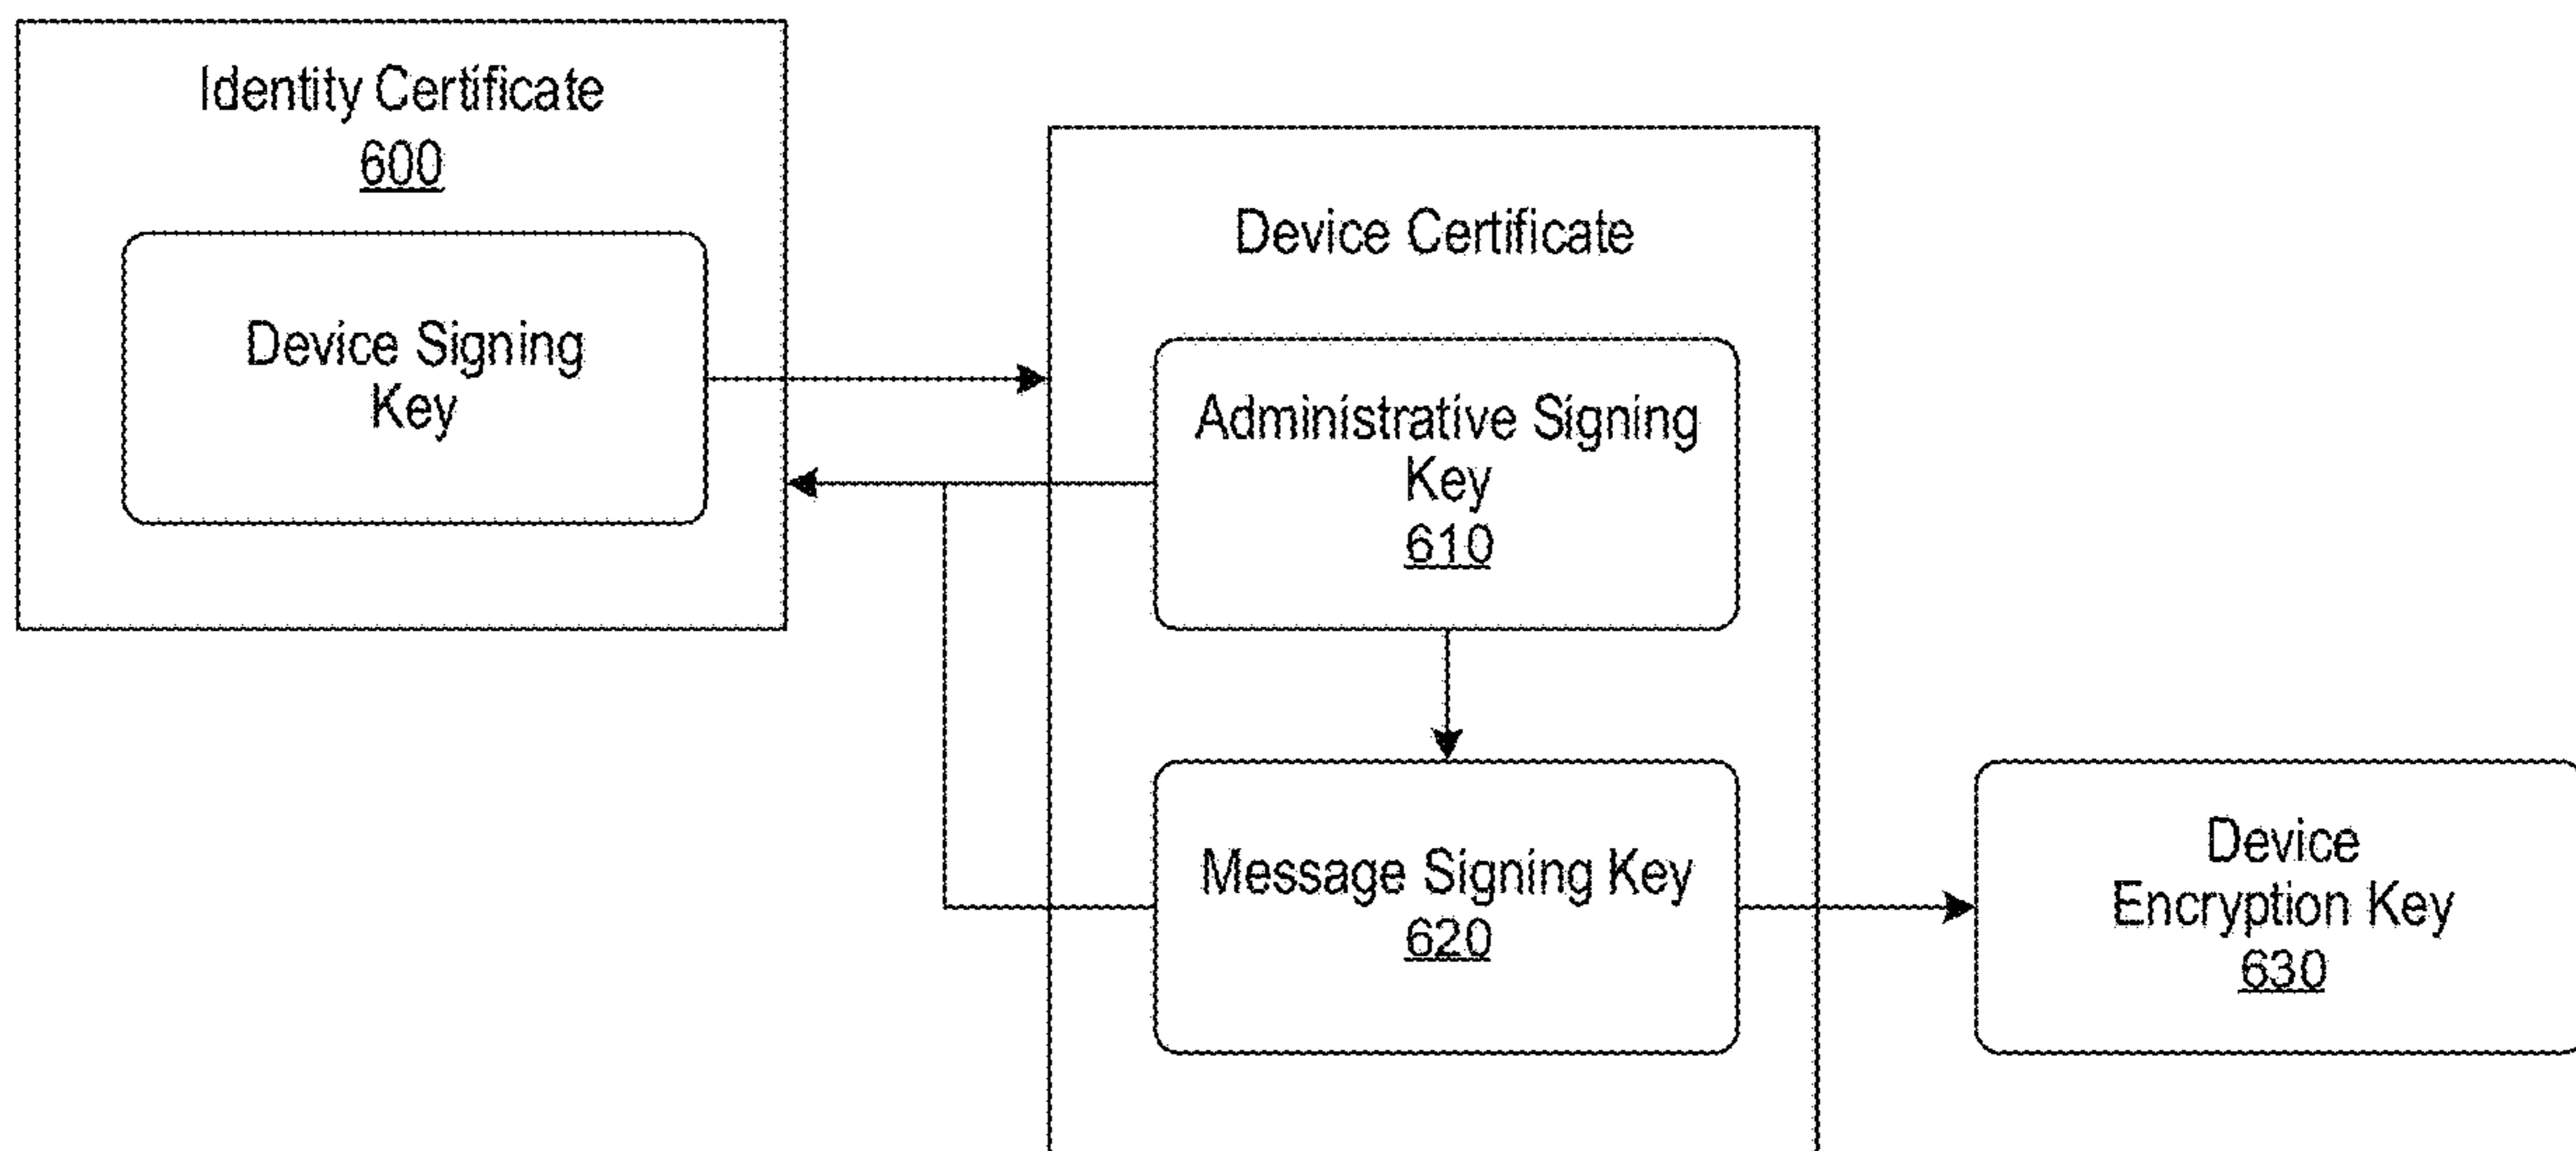 Identity Certificate
600
Device Signing
Key
Device Certificate
Administrative Signing
Key
610
Message Signing Key
620
Device
Encryption Key
630